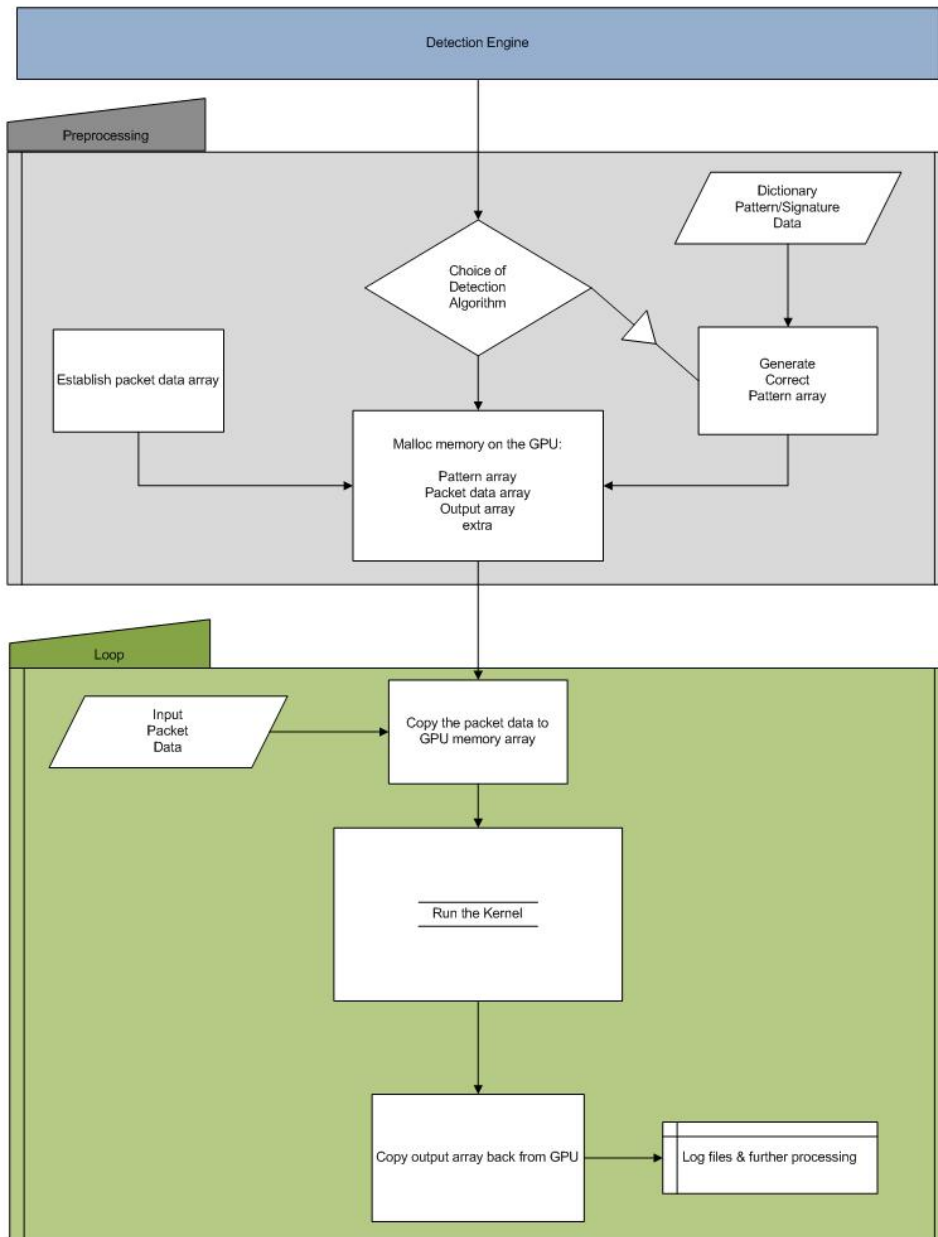 Detection Engine
Preprocessing
Dictionary
Pattern/Signature
Data
Choice of
Detection
Algorithm
Establish packet data array
Generate
Correct
Pattern array
Malloc memory on the GPU:
Pattern array
Packet data array
Output array
extra
Loop
Input
Packet
Data
Copy the packet data to
GPU memory array
Run the Kernel
Copy output array back from GPU
Log files & further processing